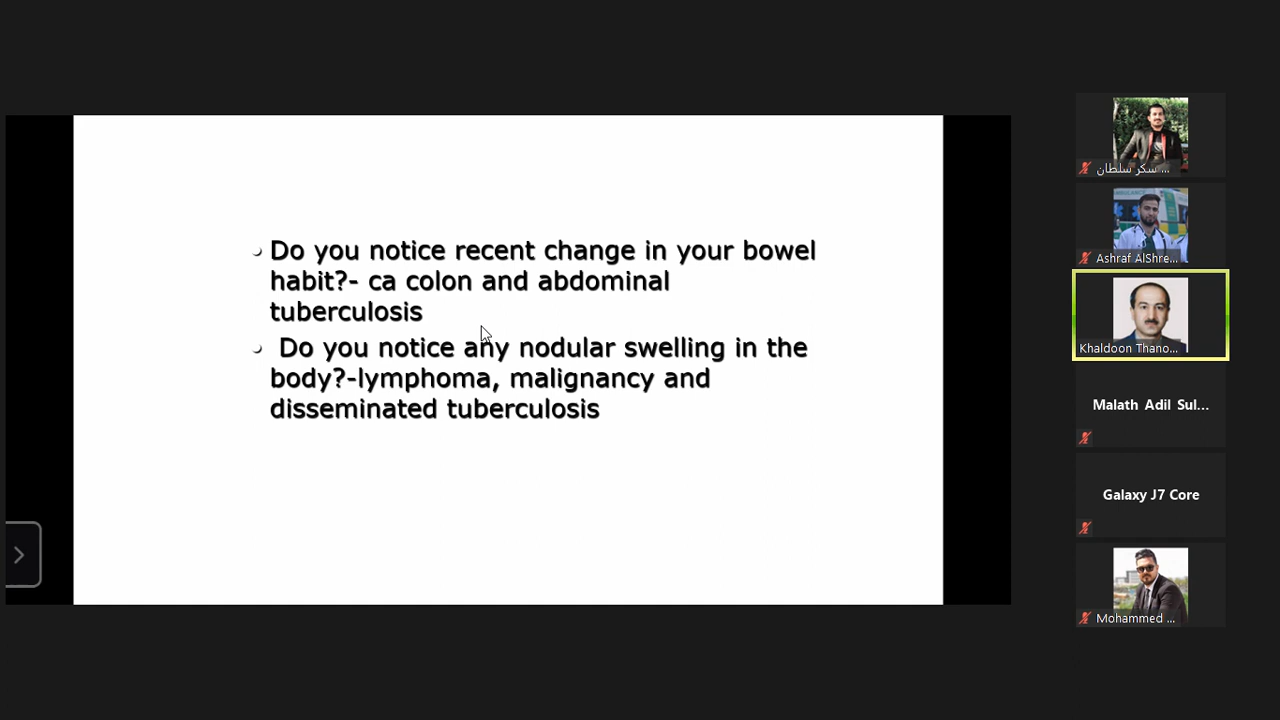 Do you notice recent change in your bowel
habit?- ca colon and abdominal
tuberculosis
Do you notice any nodular swelling in the
body?-lymphoma, malignancy and
disseminated tuberculosis
شكر سلطان ...
Ashraf AlShre...
Khaldoon Thano...
Malath Adil Sul...
Galaxy J7 Core
Mohammed ...